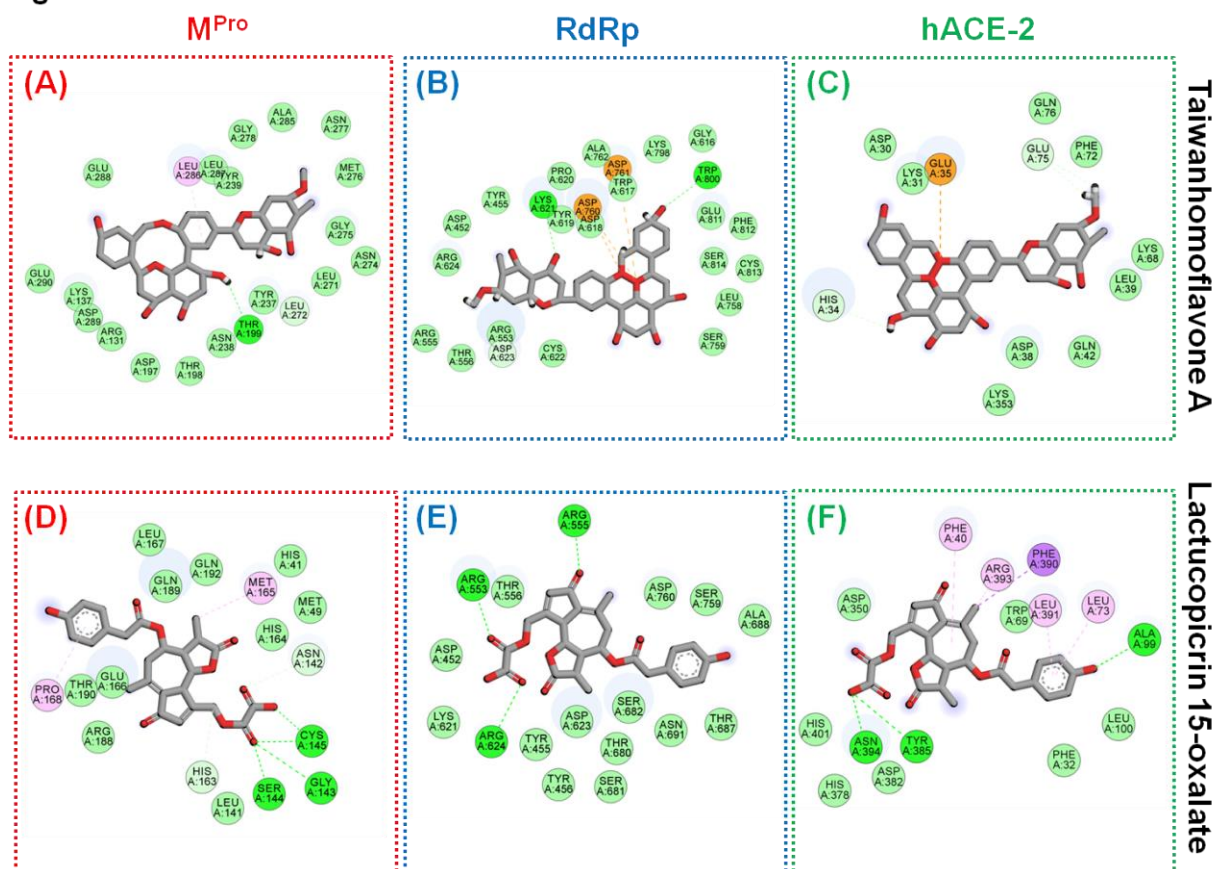 MPro RdRp hACE-2
Taiwanhomoflavone A
(A)
ALA
A:285
ASN
A:277
GLY
A:278
LEU
A:286
LEU
A:287
TYR
A:239
GLU
A:288
MET
A:276
GLY
A:275
ASN
A:274
LEU
A:271
GLU
A:290
LYS
A:137
ASP
A:289
ARG
A:131
TYR
A:237
LEU
A:272
THR
A:199
ASN
A:238
ASP
A:197
THR
A:198
(B)
GLY
A:616
LYS
A:798
ALA
A:762
ASP
A:761
TRP
A:800
PRO
A:620
TRP
A:617
LYS
A:621
TYR
A:455
ASP
A:760
TYR
A:619
ASP
A:618
ASP
A:452
GLU
A:811
PHE
A:812
ARG
A:624
SER
A:814
CYS
A:813
LEU
A:758
ARG
A:555
ARG
A:553
ASP
A:623
THR
A:556
CYS
A:622
SER
A:759
(C)
GLN
A:76
ASP
A:30
GLU
A:75
PHE
A:72
LYS
A:31
GLU
A:35
LYS
A:68
LEU
A:39
HIS
A:34
ASP
A:38
GLN
A:42
LYS
A:353
Lactucopicrin 15-oxalate
(D)
LEU
A:167
GLN
A:192
HIS
A:41
GLN
A:189
MET
A:165
MET
A:49
HIS
A:164
ASN
A:142
PRO
A:168
THR
A:190
GLU
A:166
ARG
A:188
CYS
A:145
HIS
A:163
SER
A:144
GLY
A:143
LEU
A:141
(E)
ARG
A:555
ARG
A:553
THR
A:556
ASP
A:760
SER
A:759
ALA
A:688
ASP
A:452
LYS
A:621
ARG
A:624
TYR
A:455
ASP
A:623
SER
A:682
ASN
A:691
THR
A:687
THR
A:680
TYR
A:456
SER
A:681
(F)
PHE
A:40
PHE
A:390
ARG
A:393
ASP
A:350
TRP
A:69
LEU
A:391
LEU
A:73
ALA
A:99
HIS
A:401
ASN
A:394
TYR
A:385
LEU
A:100
PHE
A:32
HIS
A:378
ASP
A:382